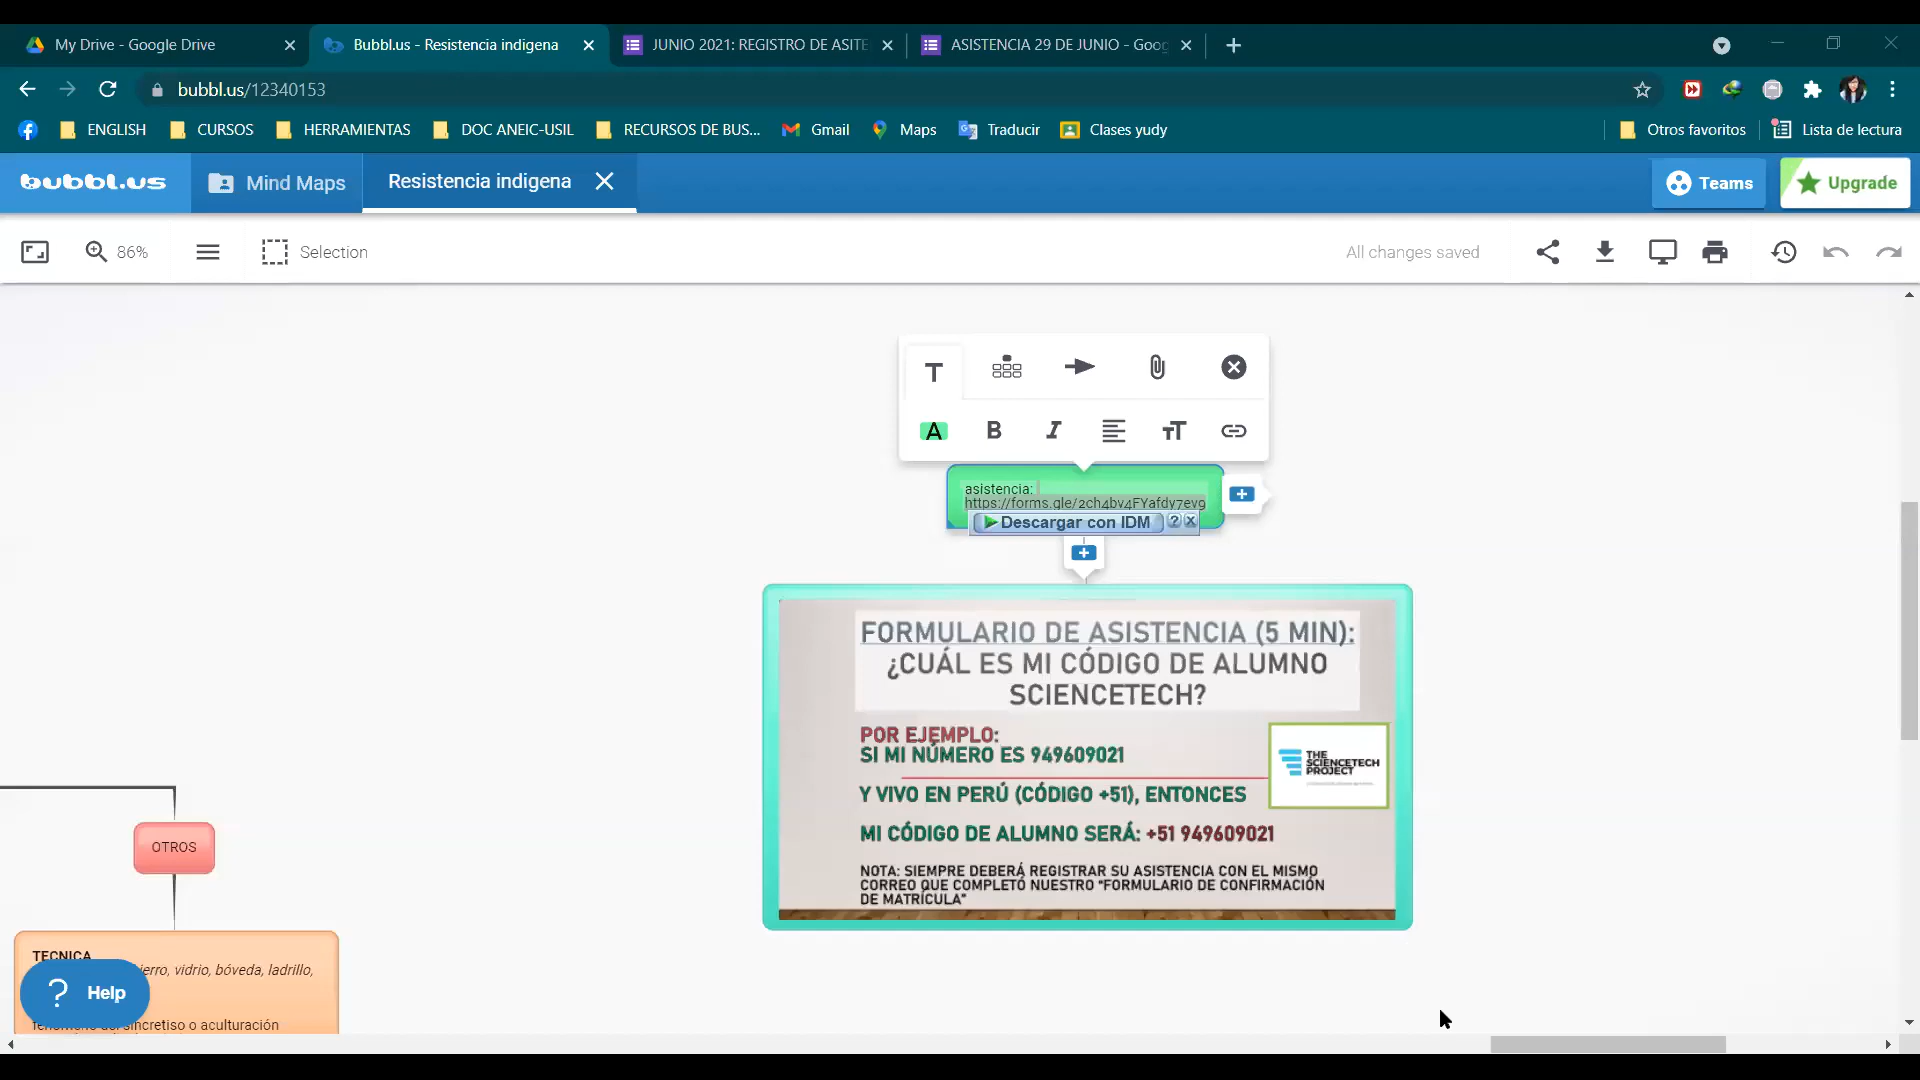 My Drive - Google Drive
Bubbl.us - Resistencia indigena
JUNIO 2021: REGISTRO DE ASITE
ASISTENCIA 29 DE JUNIO - Goog
bubbl.us/12340153
ENGLISH
CURSOS
HERRAMIENTAS
DOC ANEIC-USIL
RECURSOS DE BUS...
Gmail
Maps
Traducir
Clases yudy
Otros favoritos
Lista de lectura
bubbl.us
Mind Maps
Resistencia indigena
Teams
Upgrade
86%
Selection
All changes saved
T
A B I TT
asistencia:
https://forms.gle/2ch4bv4FYafdy7ev9
Descargar con IDM
FORMULARIO DE ASISTENCIA (5 MIN):
¿CUÁL ES MI CÓDIGO DE ALUMNO
SCIENCETECH?
POR EJEMPLO:
SI MI NÚMERO ES 949609021
Y VIVO EN PERÚ (CÓDIGO +51), ENTONCES
MI CÓDIGO DE ALUMNO SERÁ: +51 949609021
NOTA: SIEMPRE DEBERÁ REGISTRAR SU ASISTENCIA CON EL MISMO
CORREO QUE COMPLETÓ NUESTRO "FORMULARIO DE CONFIRMACIÓN
DE MATRÍCULA"
THE
SCIENCETECH
PROJECT
OTROS
TECNICA
ierro, vidrio, bóveda, ladrillo,
sincretiso o aculturación
? Help